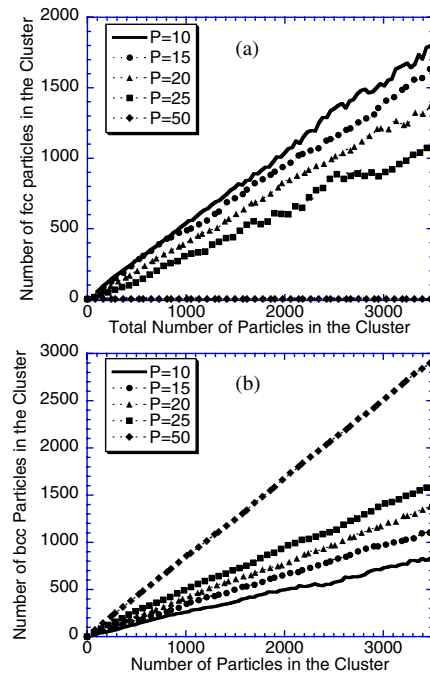 2000
1500
1000
500
0
Number of fcc particles in the Cluster
P=10
P=15
P=20
P=25
P=50
(a)
0 1000 2000 3000
Total Number of Particles in the Cluster
3000
2500
2000
1500
1000
500
0
Number of bcc Particles in the Cluster
P=10
P=15
P=20
P=25
P=50
(b)
0 1000 2000 3000
Number of Particles in the Cluster